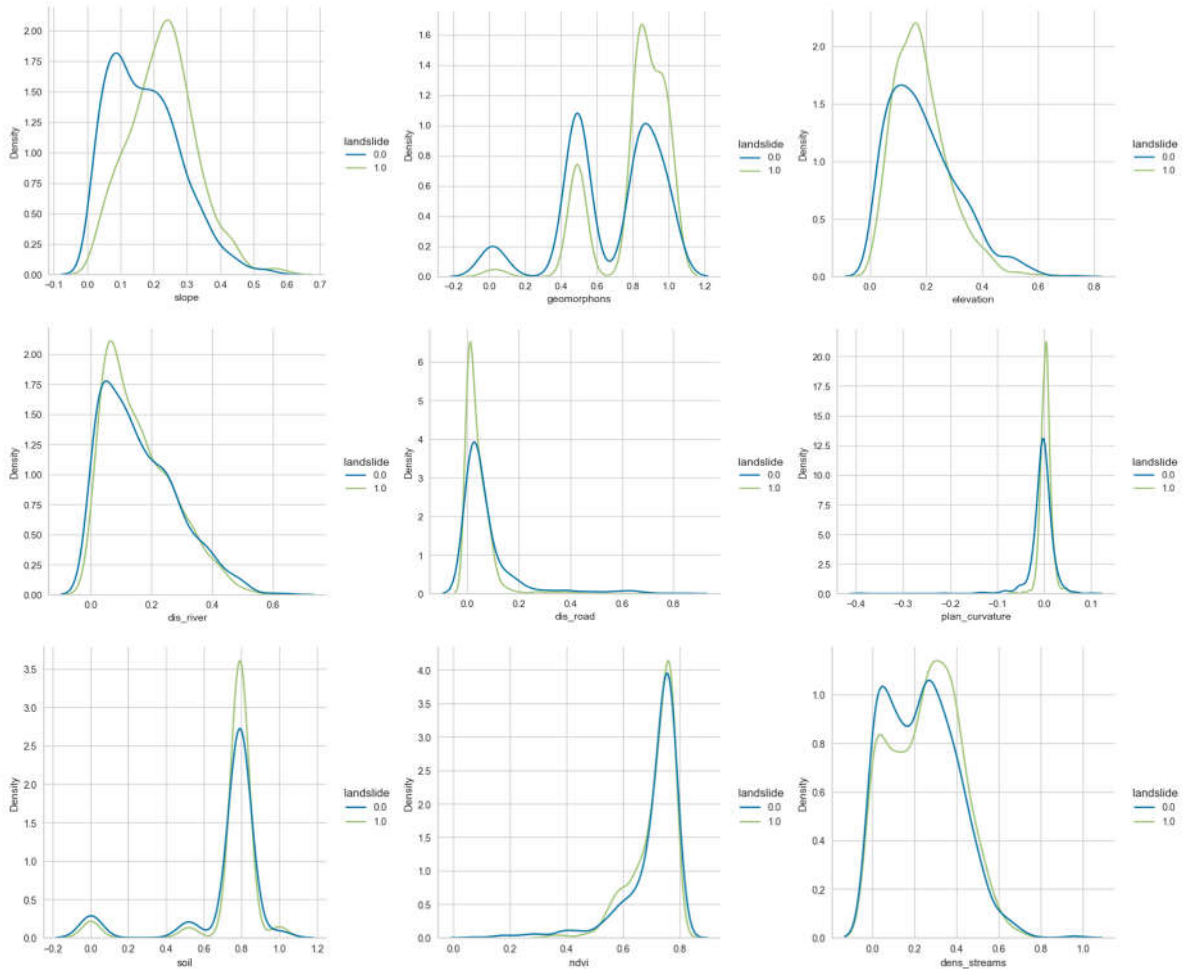 2.00
1.75
1.50
1.25
1.00
0.75
0.50
0.25
0.00
Density
−0.1 0.0 0.1 0.2 0.3 0.4 0.5 0.6 0.7
slope
landslide
0.0
1.0
1.6
1.4
1.2
1.0
0.8
0.6
0.4
0.2
0.0
Density
−0.2 0.0 0.2 0.4 0.6 0.8 1.0 1.2
geomorphons
landslide
0.0
1.0
2.0
1.5
1.0
0.5
0.0
Density
0.0 0.2 0.4 0.6 0.8
elevation
landslide
0.0
1.0
2.00
1.75
1.50
1.25
1.00
0.75
0.50
0.25
0.00
Density
0.0 0.2 0.4 0.6
dis_river
landslide
0.0
1.0
6
5
4
3
2
1
0
Density
0.0 0.2 0.4 0.6 0.8
dis_road
landslide
0.0
1.0
20.0
17.5
15.0
12.5
10.0
7.5
5.0
2.5
0.0
Density
−0.4 −0.3 −0.2 −0.1 0.0 0.1
plan_curvature
landslide
0.0
1.0
3.5
3.0
2.5
2.0
1.5
1.0
0.5
0.0
Density
−0.2 0.0 0.2 0.4 0.6 0.8 1.0 1.2
soil
landslide
0.0
1.0
4.0
3.5
3.0
2.5
2.0
1.5
1.0
0.5
0.0
Density
0.0 0.2 0.4 0.6 0.8
ndvi
landslide
0.0
1.0
1.0
0.8
0.6
0.4
0.2
0.0
Density
0.0 0.2 0.4 0.6 0.8 1.0
dens_streams
landslide
0.0
1.0